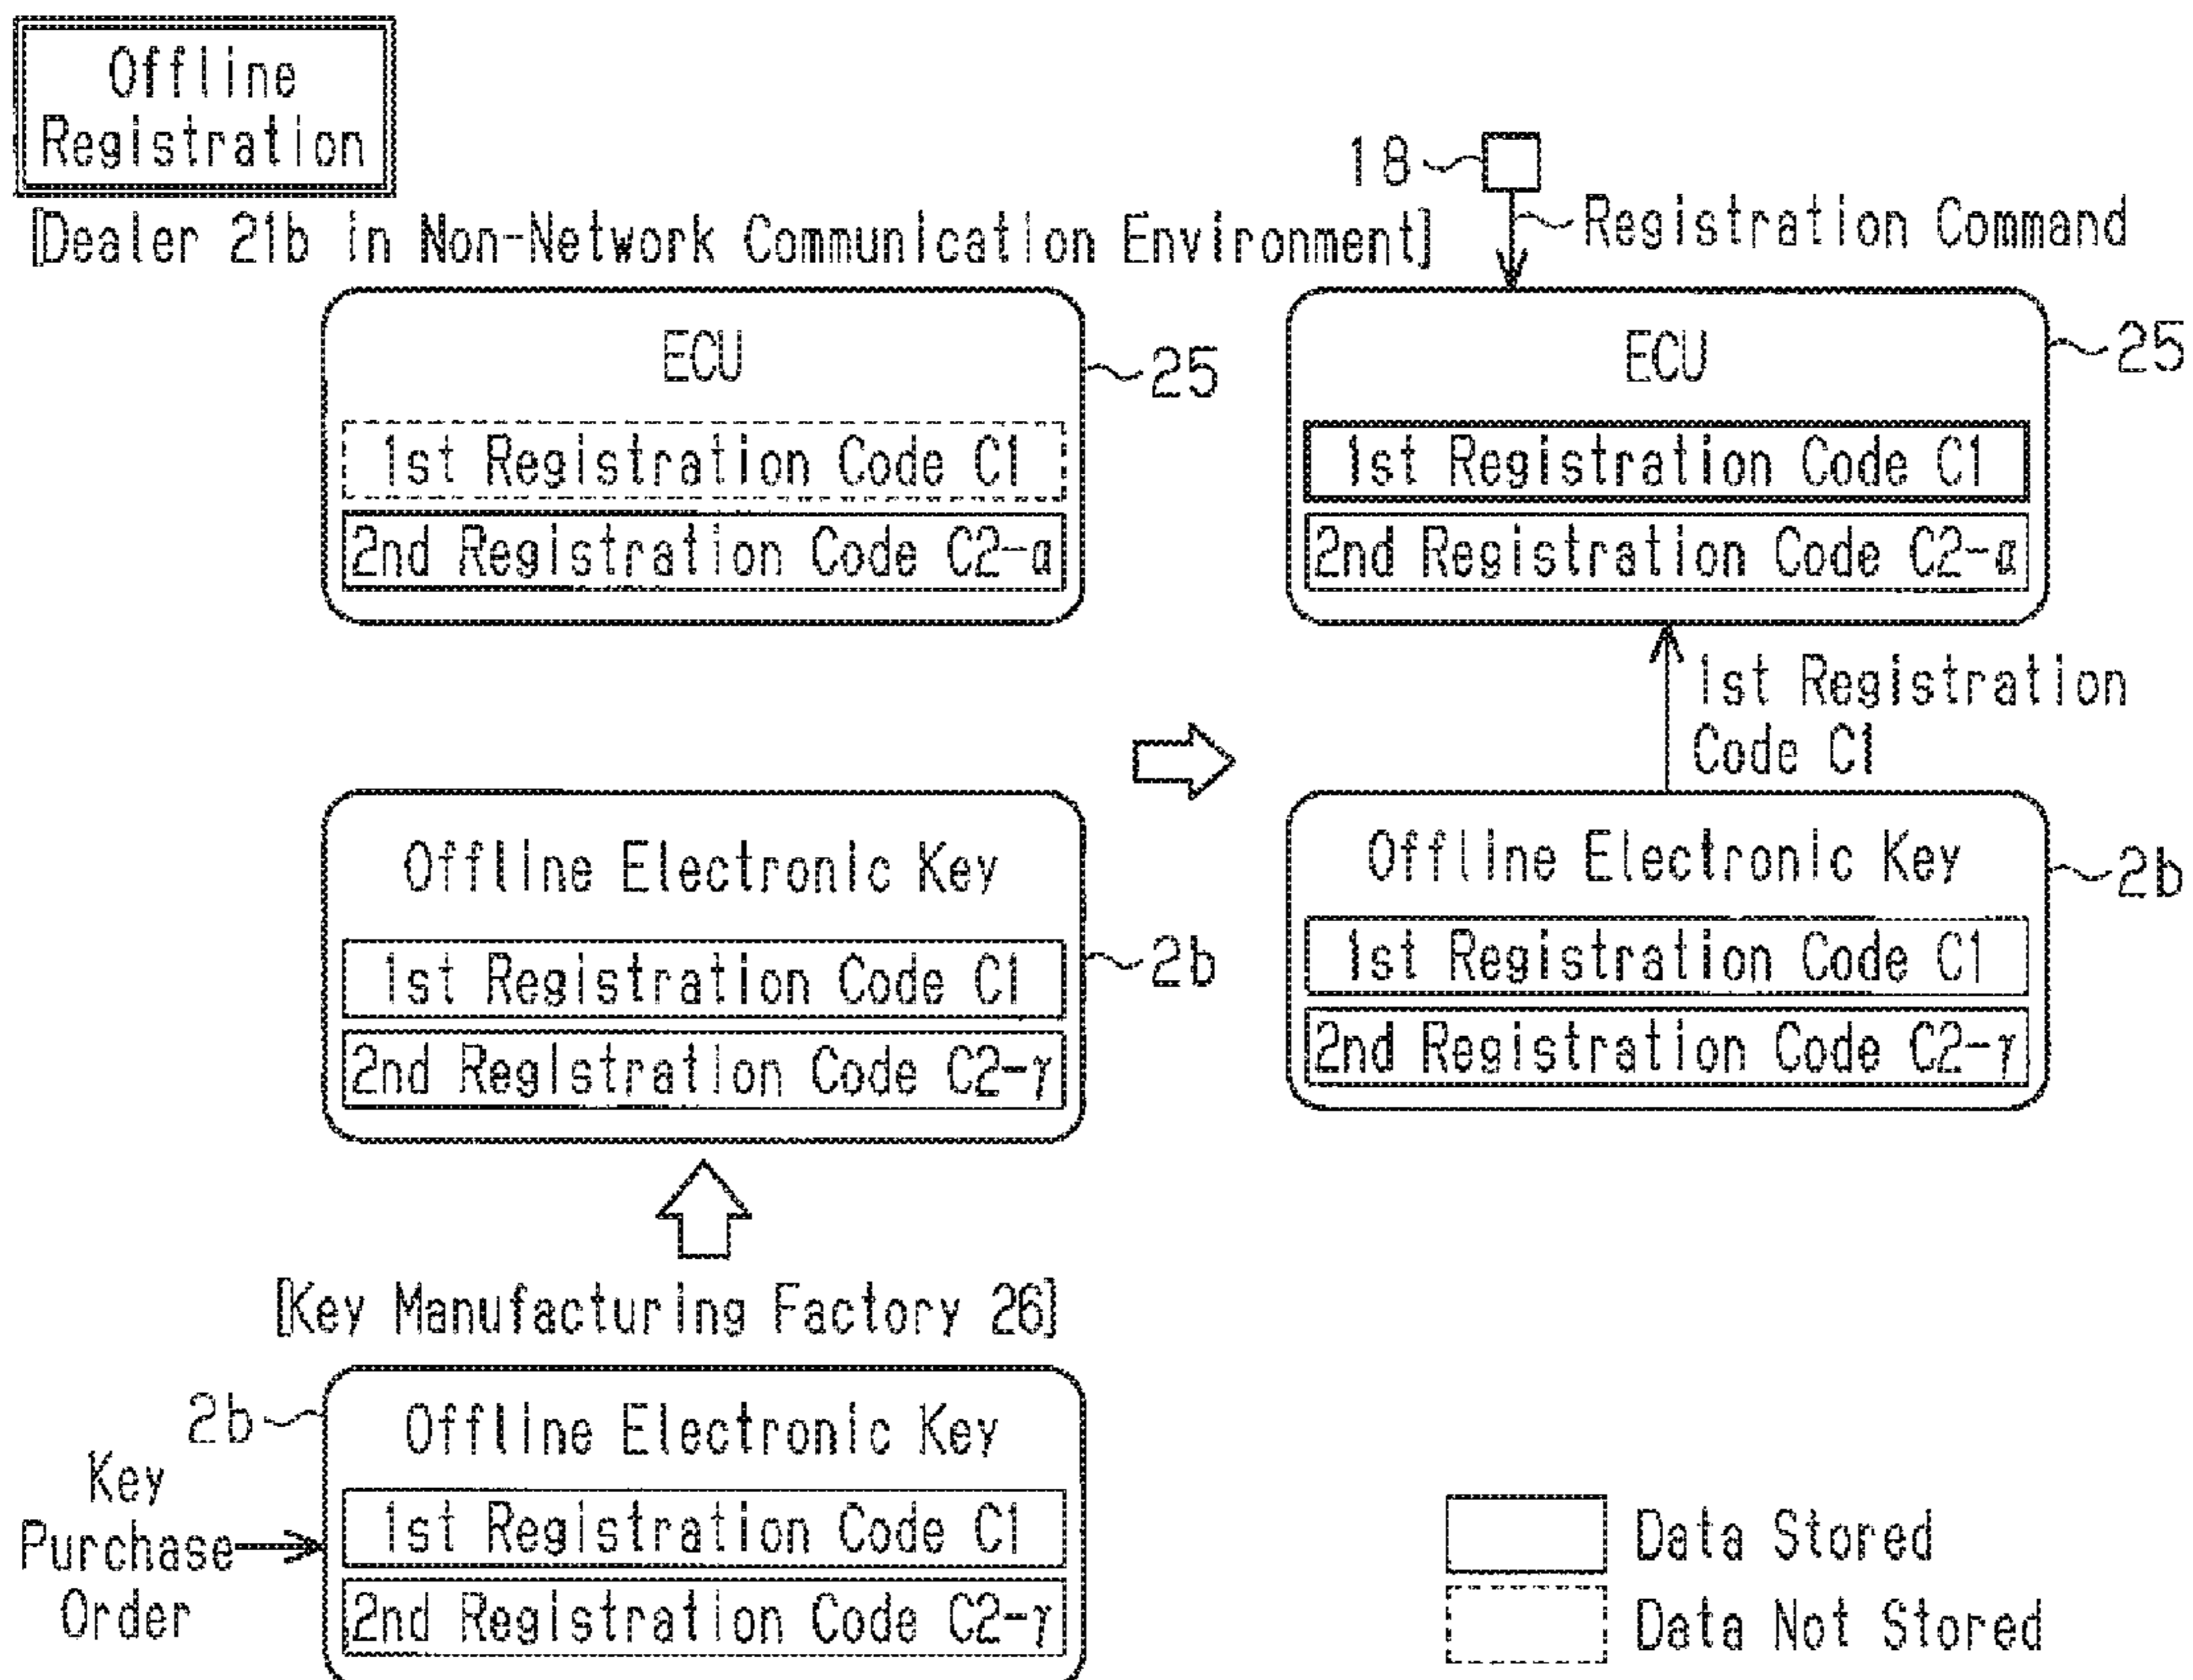 Offline
Registration
[Dealer 21b in Non-Network Communication Environment]
18
Registration Command
ECU
25
1st Registration Code C1
2nd Registration Code C2-α
ECU
25
1st Registration Code C1
2nd Registration Code C2-α
1st Registration
Code C1
Offline Electronic Key
2b
1st Registration Code C1
2nd Registration Code C2-γ
Offline Electronic Key
2b
1st Registration Code C1
2nd Registration Code C2-γ
[Key Manufacturing Factory 26]
2b
Offline Electronic Key
1st Registration Code C1
2nd Registration Code C2-γ
Key
Purchase
Order
Data Stored
Data Not Stored